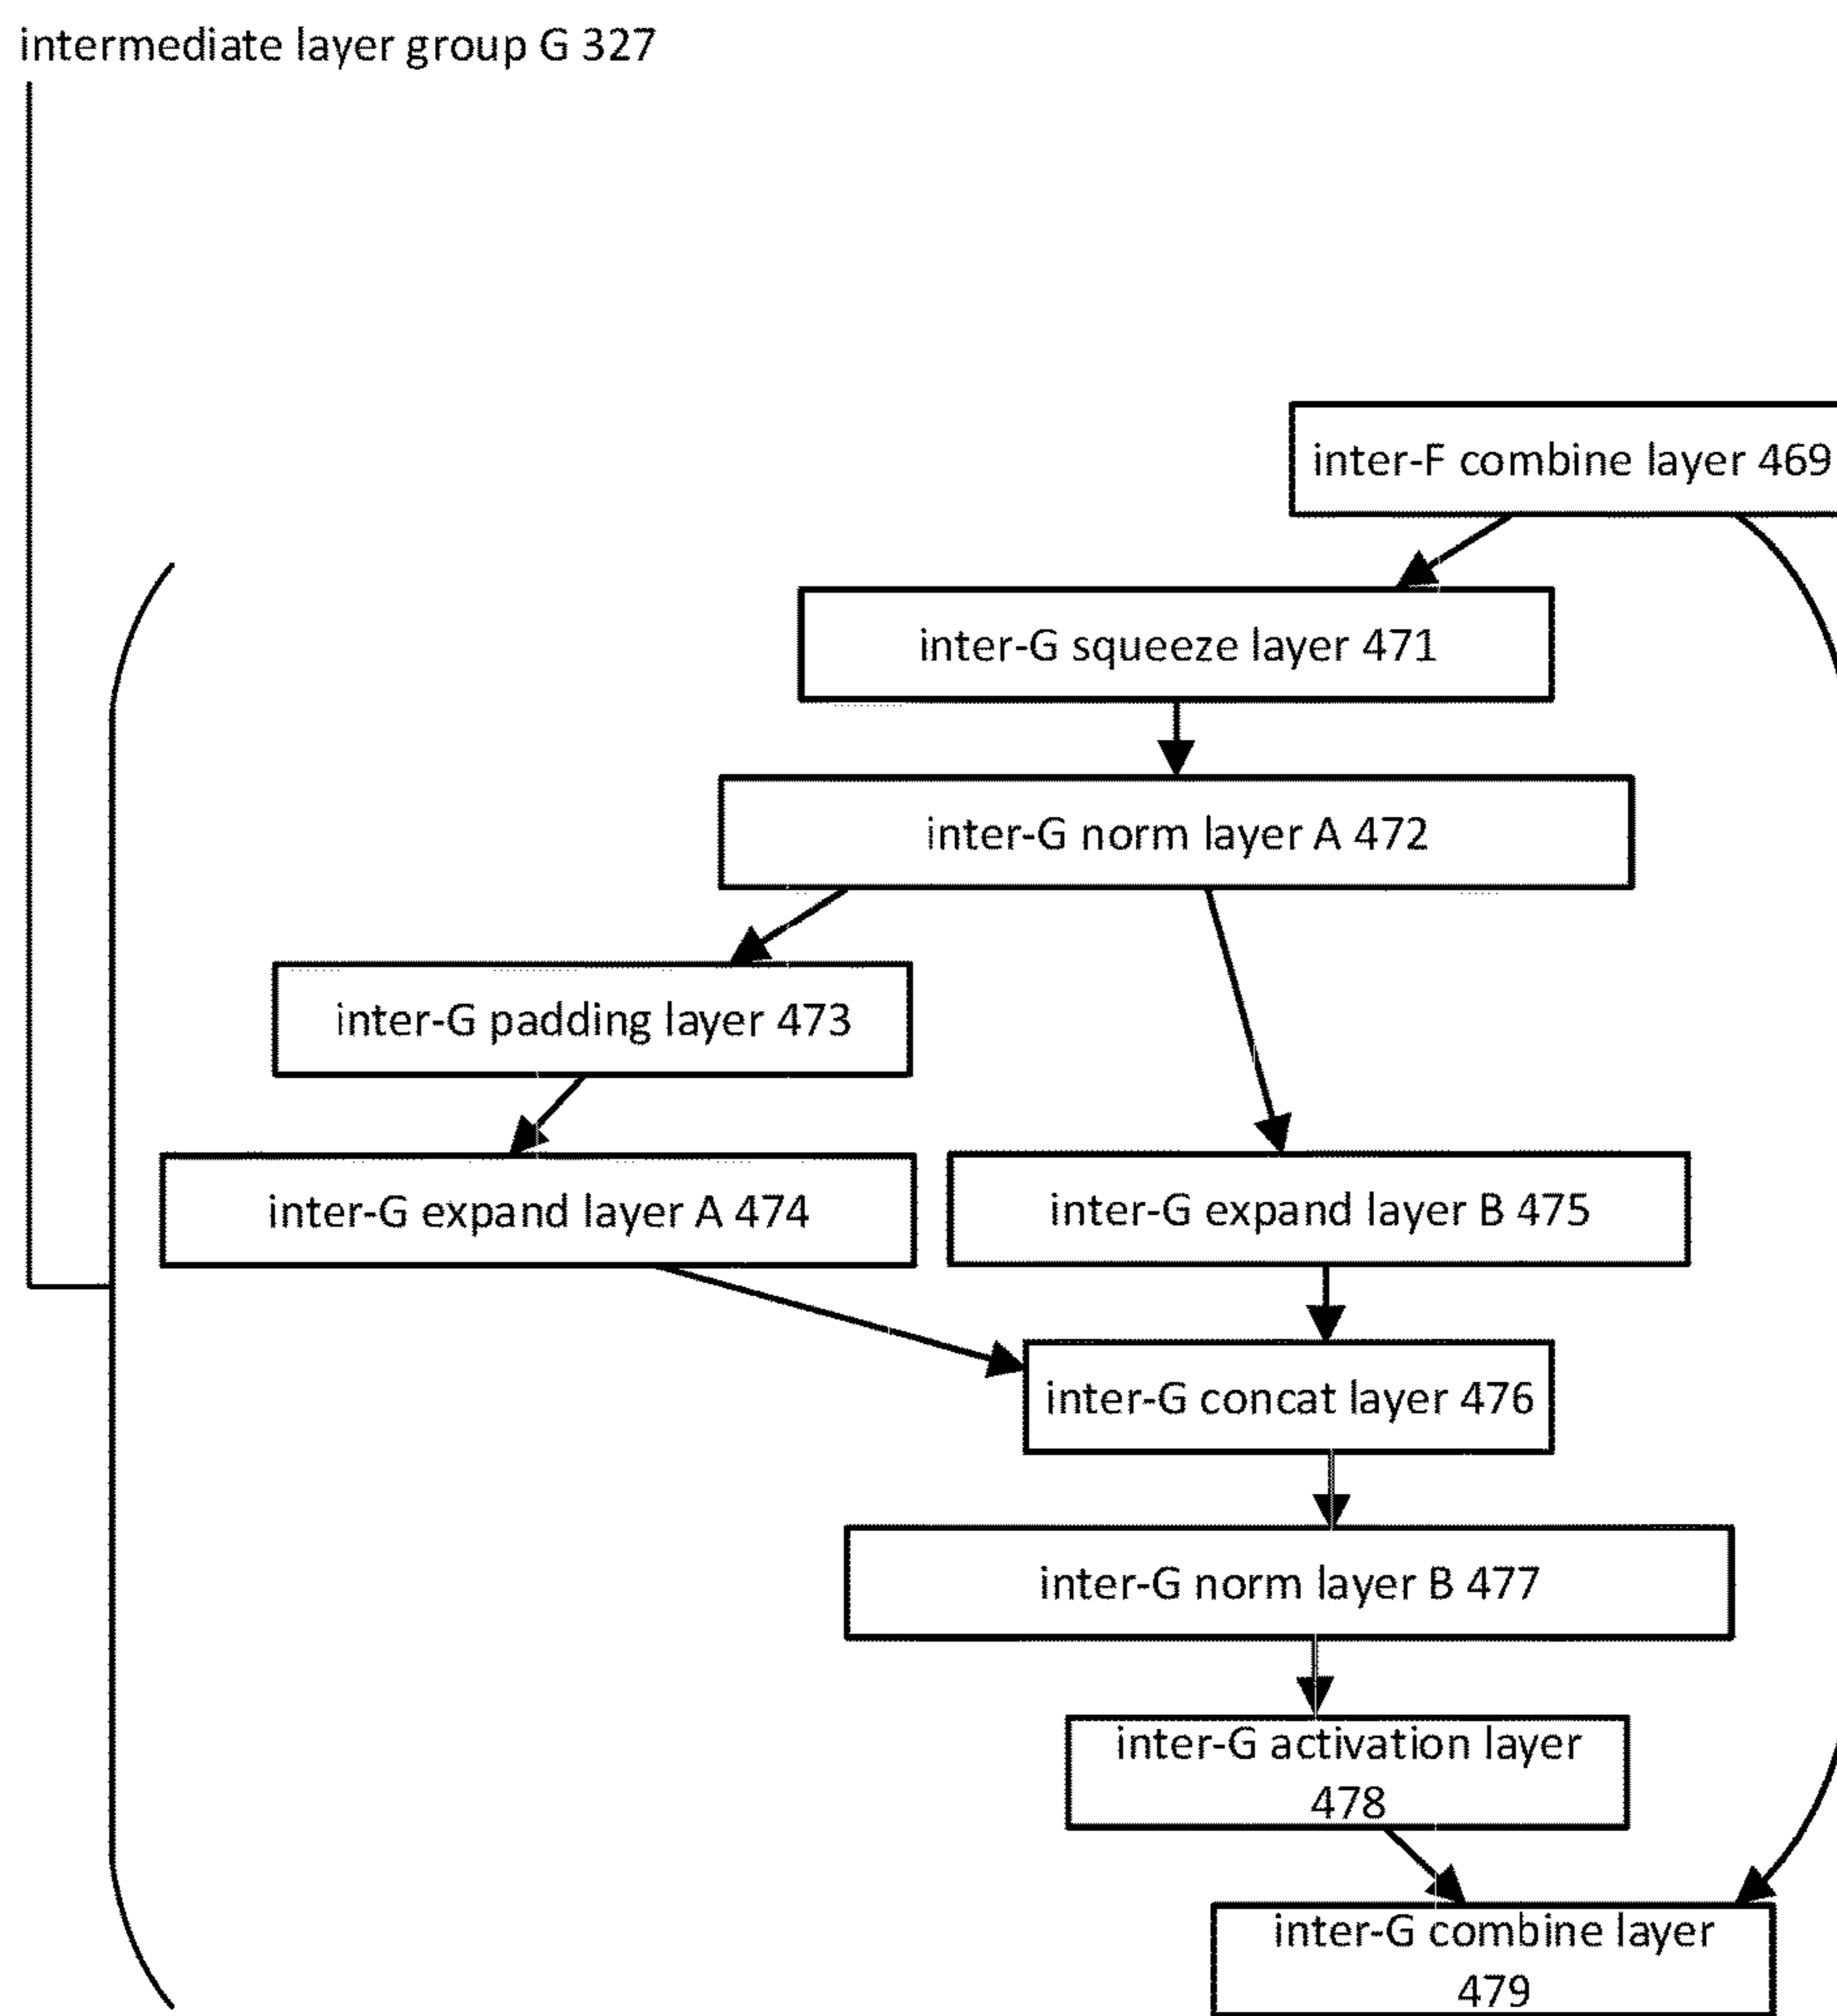 intermediate layer group G 327
inter-F combine layer 469
inter-G squeeze layer 471
inter-G norm layer A 472
inter-G padding layer 473
inter-G expand layer A 474
inter-G expand layer B 475
inter-G concat layer 476
inter-G norm layer B 477
inter-G activation layer
478
inter-G combine layer
479